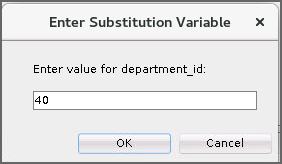 Enter Substitution Variable ×
Enter value for department_id:
40
OK Cancel